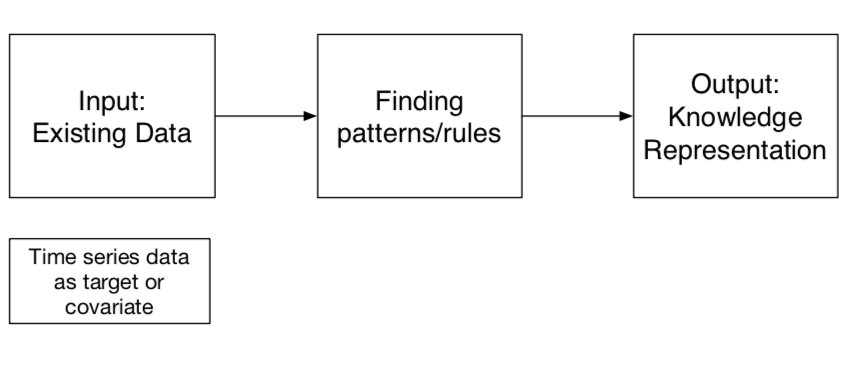 Input:
Existing Data
Finding
patterns/rules
Output:
Knowledge
Representation
Time series data
as target or
covariate